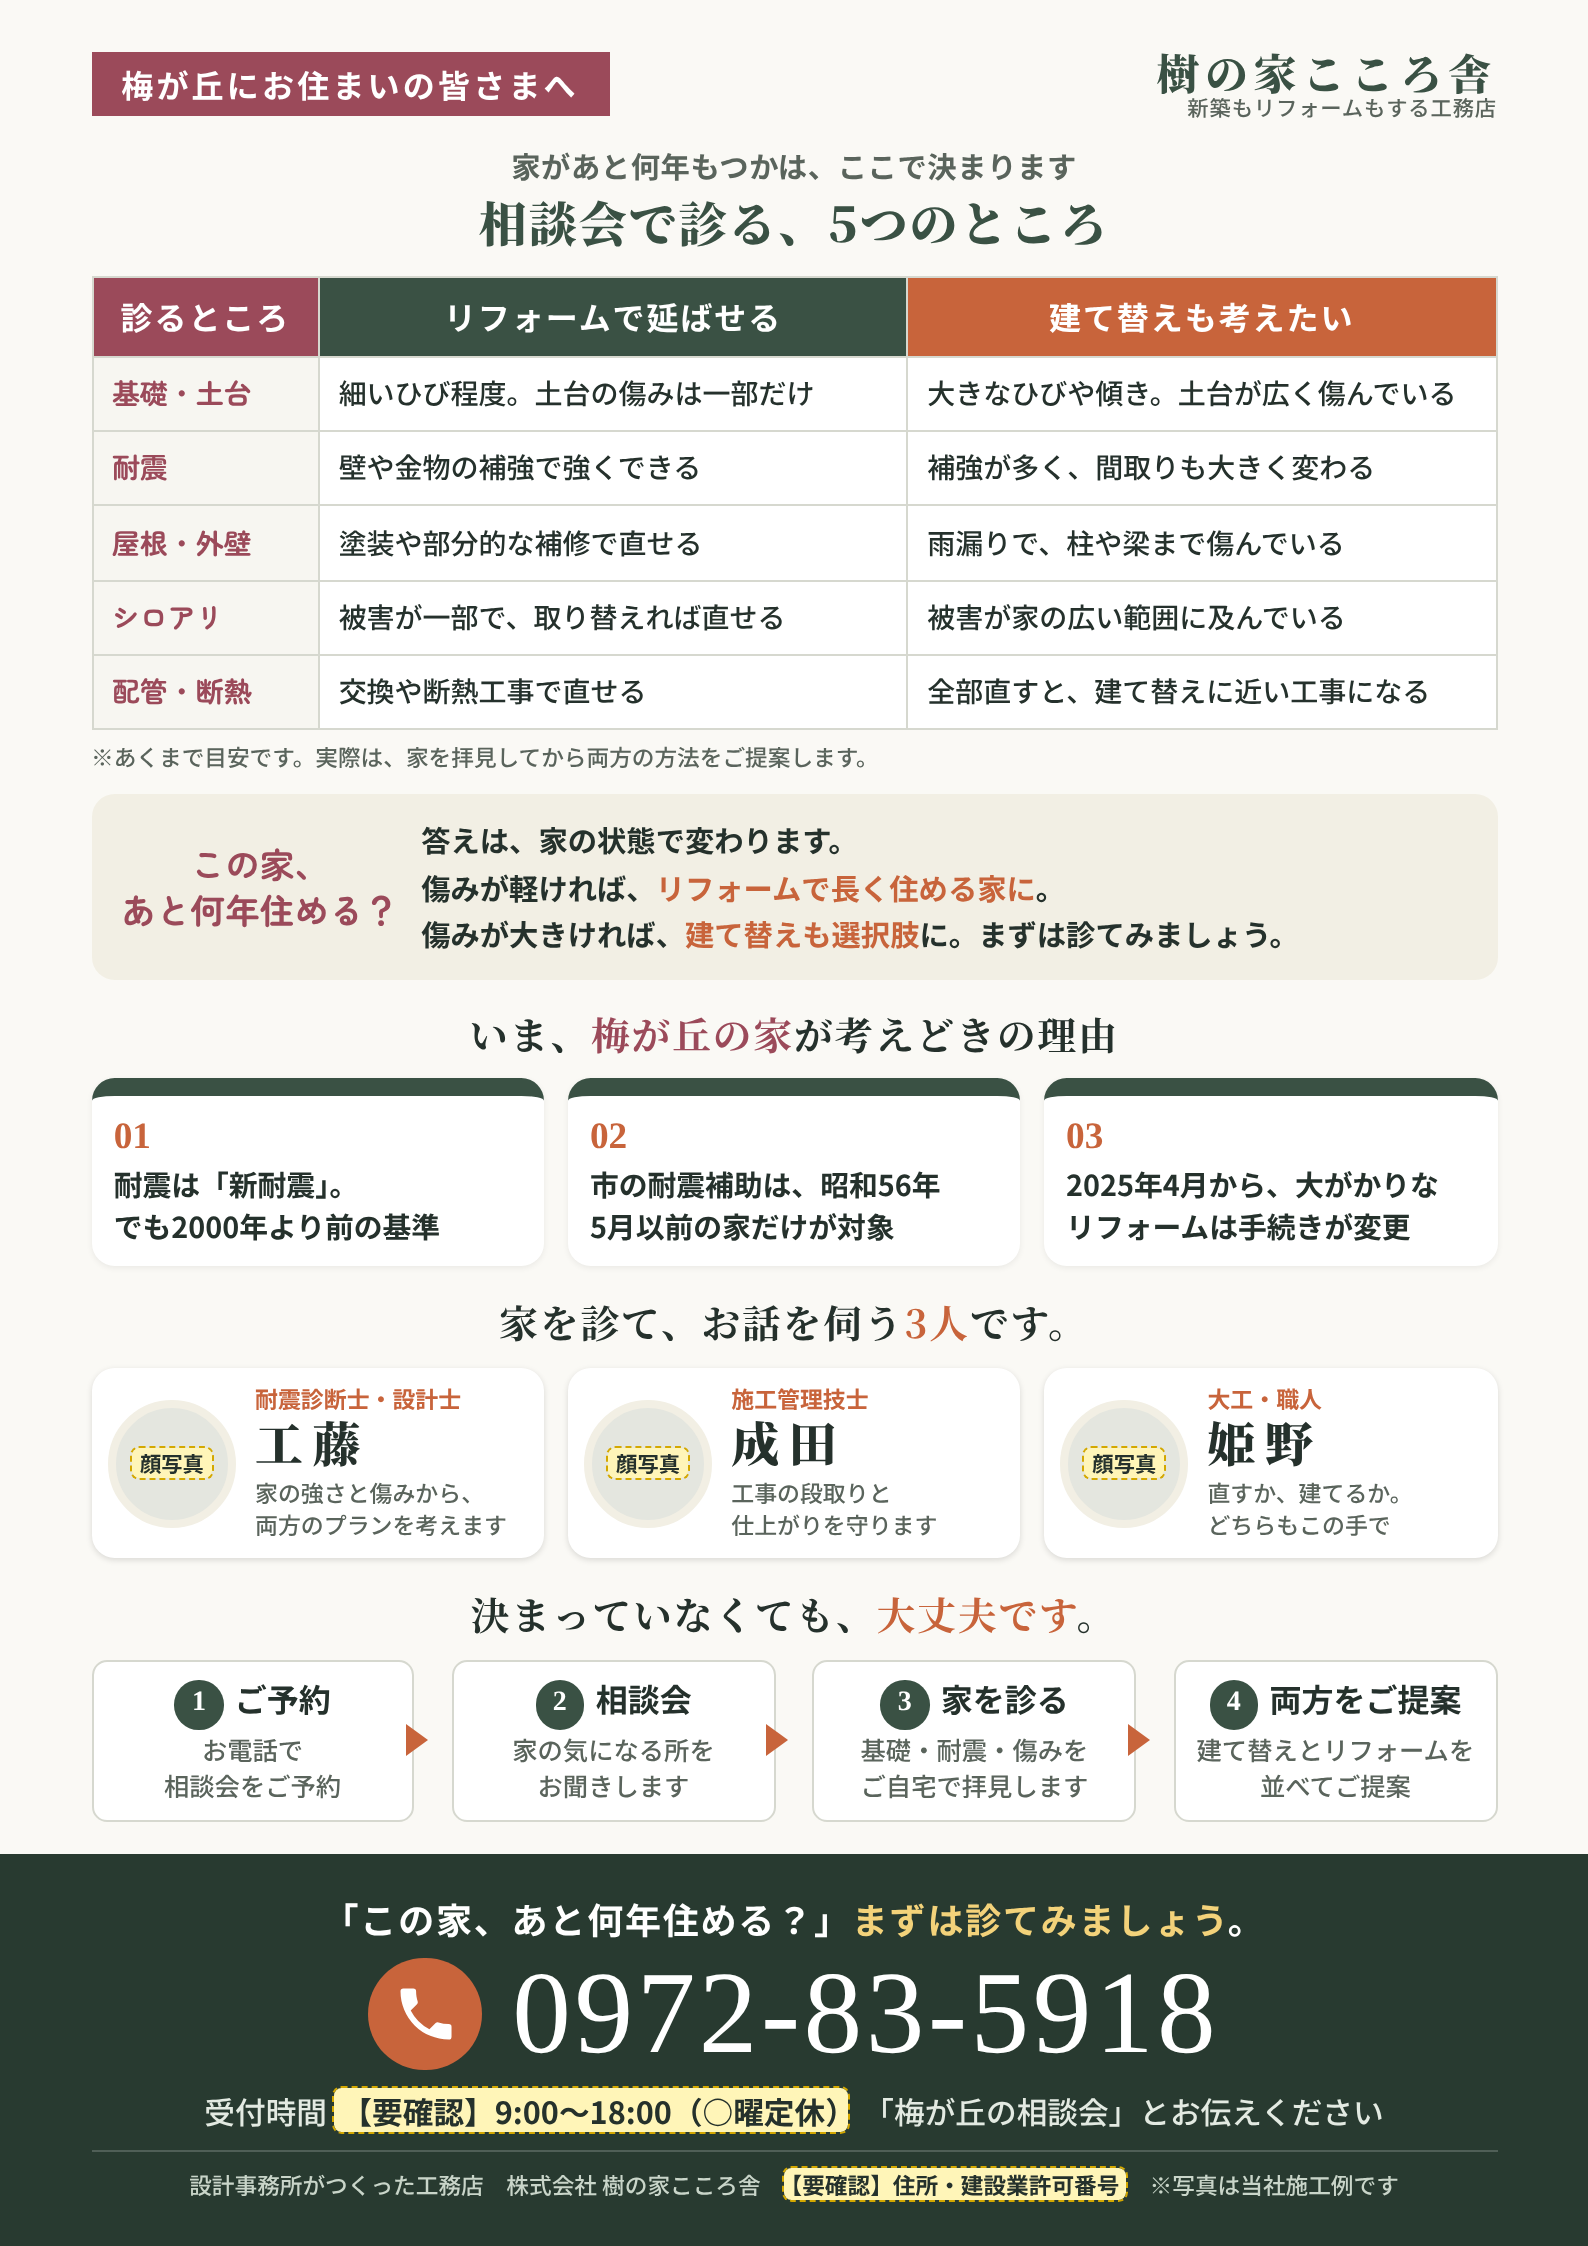 梅が丘にお住まいの皆さまへ
樹の家こころ舎
新築もリフォームもする工務店
家があと何年もつかは、ここで決まります
相談会で診る、5つのところ
診るところ リフォームで延ばせる 建て替えも考えたい
基礎・土台 細いひび程度。土台の傷みは一部だけ 大きなひびや傾き。土台が広く傷んでいる
耐震 壁や金物の補強で強くできる 補強が多く、間取りも大きく変わる
屋根・外壁 塗装や部分的な補修で直せる 雨漏りで、柱や梁まで傷んでいる
シロアリ 被害が一部で、取り替えれば直せる 被害が家の広い範囲に及んでいる
配管・断熱 交換や断熱工事で直せる 全部直すと、建て替えに近い工事になる
※あくまで目安です。実際は、家を拝見してから両方の方法をご提案します。
この家、
あと何年住める？
答えは、家の状態で変わります。
傷みが軽ければ、リフォームで長く住める家に。
傷みが大きければ、建て替えも選択肢に。まずは診てみましょう。
いま、梅が丘の家が考えどきの理由
01
耐震は「新耐震」。
でも2000年より前の基準
02
市の耐震補助は、昭和56年
5月以前の家だけが対象
03
2025年4月から、大がかりな
リフォームは手続きが変更
家を診て、お話を伺う3人です。
顔写真
耐震診断士・設計士
工藤
家の強さと傷みから、
両方のプランを考えます
顔写真
施工管理技士
成田
工事の段取りと
仕上がりを守ります
顔写真
大工・職人
姫野
直すか、建てるか。
どちらもこの手で
決まっていなくても、大丈夫です。
1 ご予約
お電話で
相談会をご予約
2 相談会
家の気になる所を
お聞きします
3 家を診る
基礎・耐震・傷みを
ご自宅で拝見します
4 両方をご提案
建て替えとリフォームを
並べてご提案
「この家、あと何年住める？」まずは診てみましょう。
0972-83-5918
受付時間【要確認】9:00〜18:00（〇曜定休）「梅が丘の相談会」とお伝えください
設計事務所がつくった工務店 株式会社 樹の家こころ舎 【要確認】住所・建設業許可番号 ※写真は当社施工例です